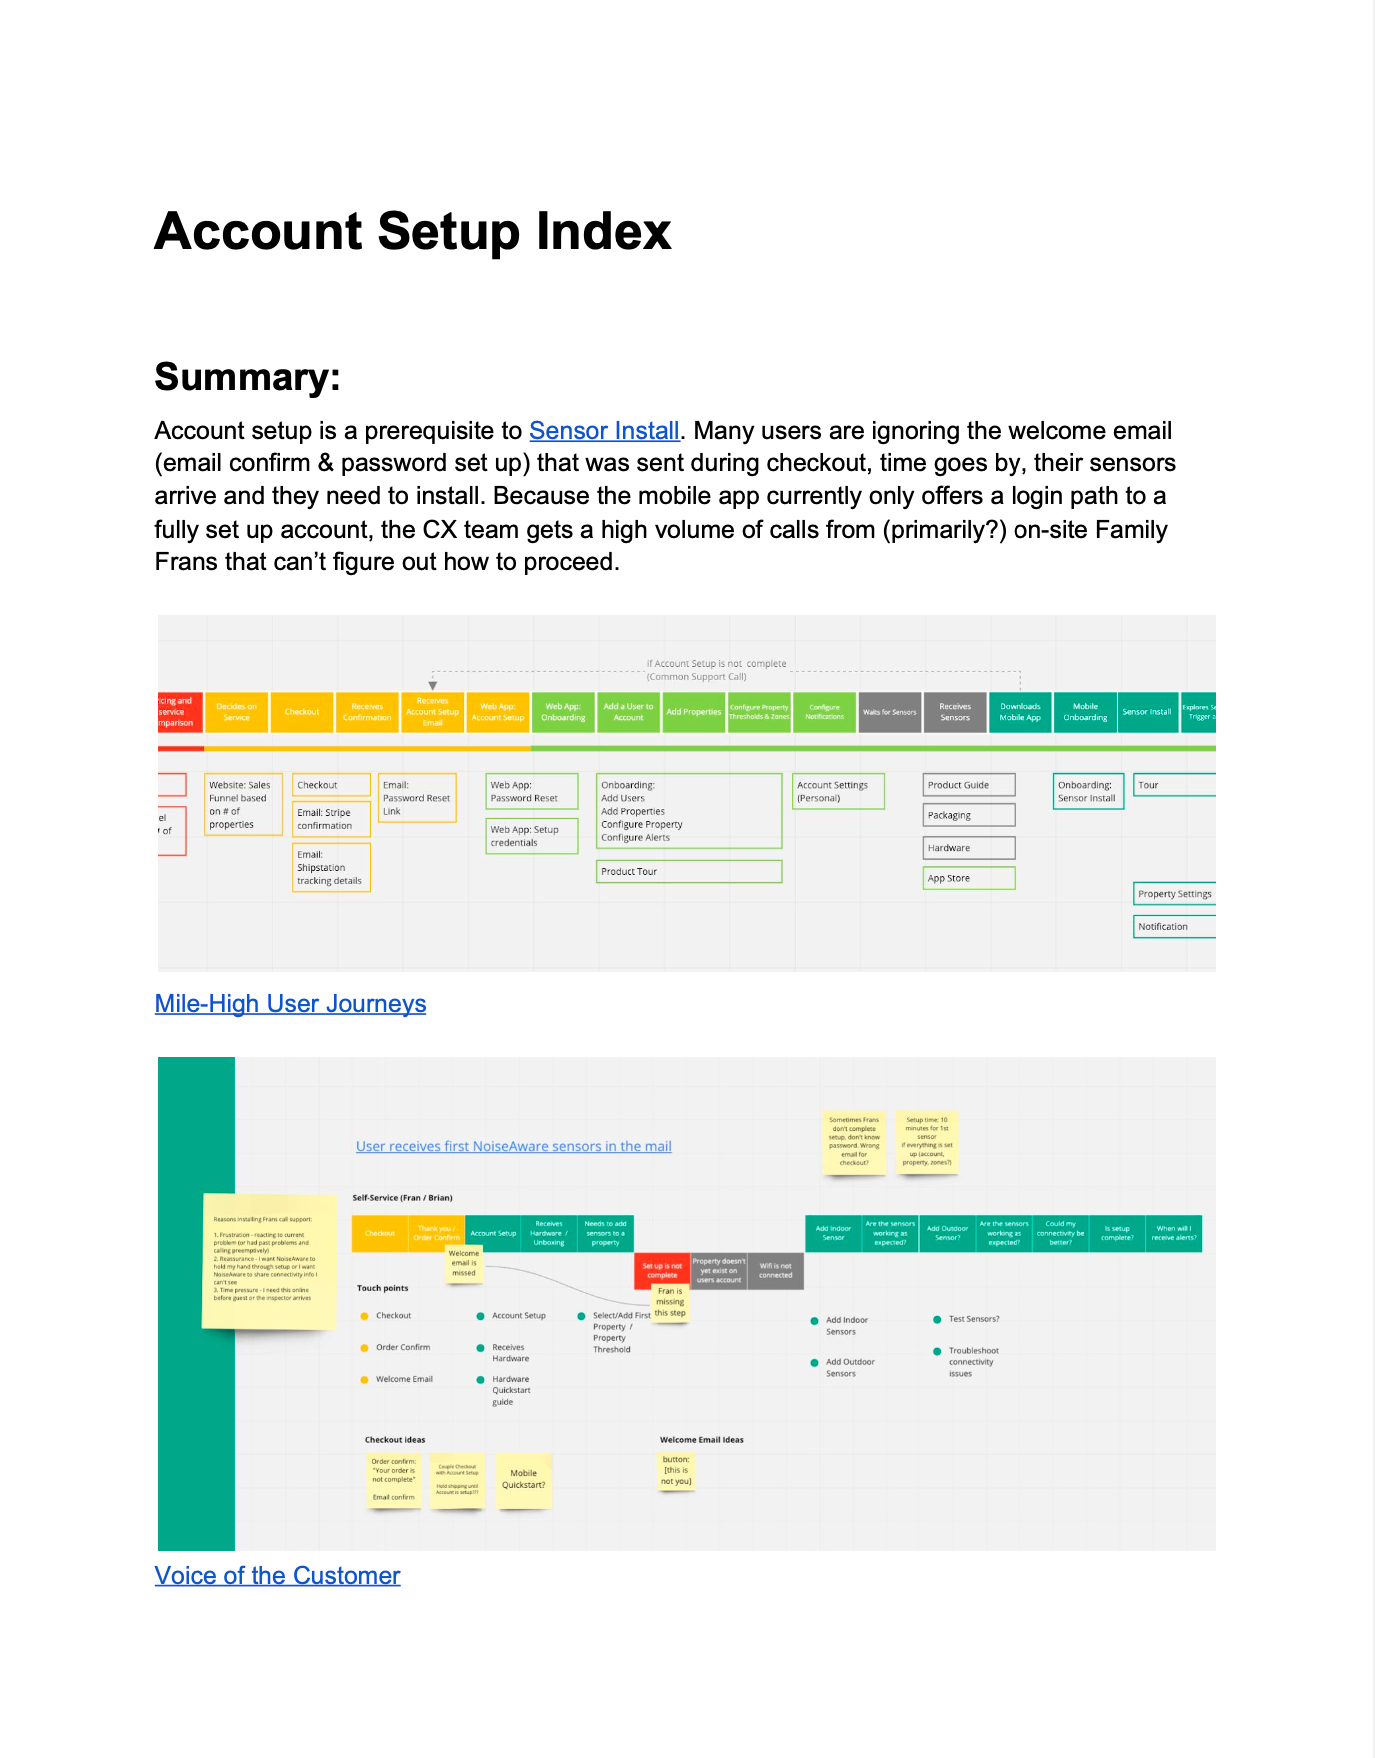 Account Setup Index
Summary:
Account setup is a prerequisite to Sensor Install. Many users are ignoring the welcome email
(email confirm & password set up) that was sent during checkout, time goes by, their sensors
arrive and they need to install. Because the mobile app currently only offers a login path to a
fully set up account, the CX team gets a high volume of calls from (primarily?) on-site Family
Frans that can’t figure out how to proceed.
if Account Setup is not complete
(Common Support Call)
icing and
service
mparison
Decides on
Service
Checkout
Receives
Confirmation
Receives
Account Setup
Email
Web App:
Account Setup
Web App:
Onboarding
Add a User to
Account
Add Properties
Configure Property
Thresholds & Zones
Configure
Notifications
Waits for Sensors
Receives
Sensors
Downloads
Mobile App
Mobile
Onboarding
Sensor Install
Explores Se
Trigger a
el
# of
Website: Sales
Funnel based
on # of
properties
Checkout
Email: Stripe
confirmation
Email:
Shipstation
tracking details
Email:
Password Reset
Link
Web App:
Password Reset
Web App: Setup
credentials
Onboarding:
Add Users
Add Properties
Configure Property
Configure Alerts
Product Tour
Account Settings
(Personal)
Product Guide
Packaging
Hardware
App Store
Onboarding:
Sensor Install
Tour
Property Settings
Notification
Mile-High User Journeys
User receives first NoiseAware sensors in the mail
Sometimes Frans
don't complete
setup, don't know
password. Wrong
email for
checkout?
Setup time: 10
minutes for 1st
sensor
if everything is set
up (account,
property, zones?)
Reasons installing Frans call support:
1. Frustration - reacting to current
problem (or had past problems and
calling preemptively)
2. Reassurance - I want NoiseAware to
hold my hand through setup or I want
NoiseAware to share connectivity info I
can't see
3. Time pressure - I need this online
before guest or the inspector arrives
Self-Service (Fran / Brian)
Checkout
Thank you /
Order Confirm
Account Setup
Receives
Hardware /
Unboxing
Needs to add
sensors to a
property
Set up is not
complete
Property doesn't
yet exist on
users account
Wifi is not
connected
Add Indoor
Sensor
Are the sensors
working as
expected?
Add Outdoor
Sensor?
Are the sensors
working as
expected?
Could my
connectivity be
better?
Is setup
complete?
When will I
receive alerts?
Welcome
email is
missed
Fran is
missing
this step
Touch points
Checkout
Order Confirm
Welcome Email
Account Setup
Receives
Hardware
Hardware
Quickstart
guide
Select/Add First
Property /
Property
Threshold
Add Indoor
Sensors
Add Outdoor
Sensors
Test Sensors?
Troubleshoot
connectivity
issues
Checkout ideas
Order confirm:
"Your order is
not complete"
Email confirm
Couple Checkout
with Account Setup
Hold shipping until
Account is setup???
Mobile
Quickstart?
Welcome Email Ideas
button:
[this is
not you]
Voice of the Customer